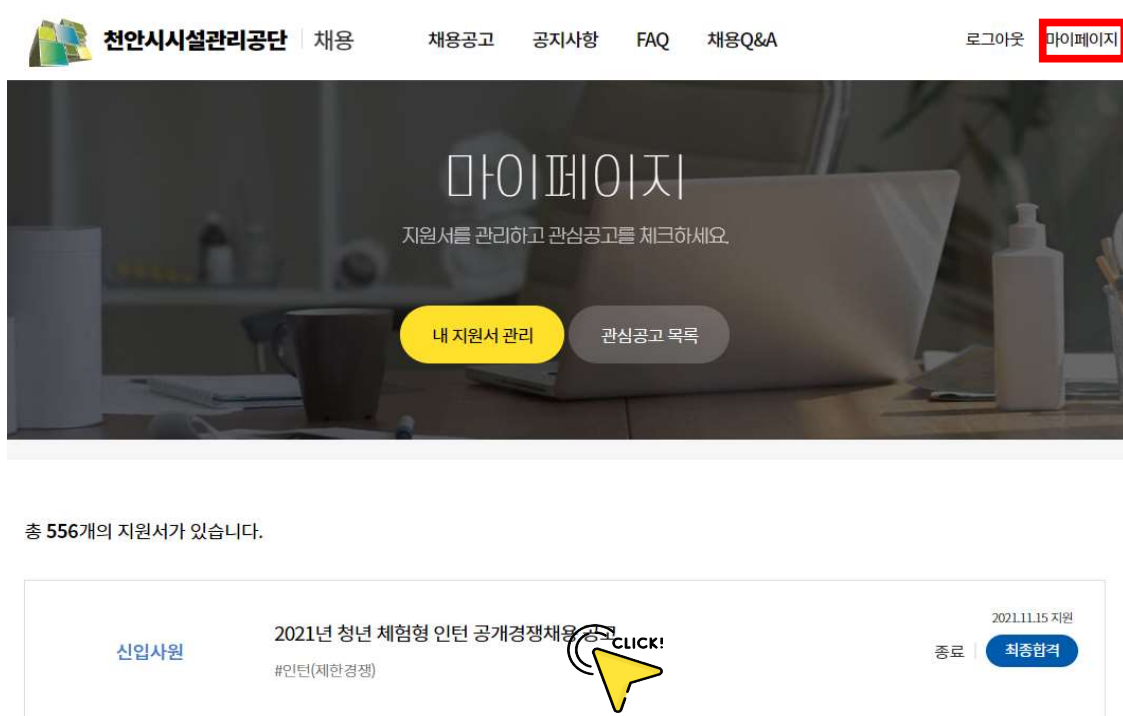 천안시시설관리공단 채용 채용공고 공지사항 FAQ 채용Q&A 로그아웃 마이페이지
마이페이지
지원서를 관리하고 관심공고를 체크하세요.
내 지원서 관리 관심공고 목록
총 556개의 지원서가 있습니다.
2021.11.15 지원
신입사원 2021년 청년 체험형 인턴 공개경쟁채용 공고 종료 최종합격
CLICK!
#인턴(제한경쟁)